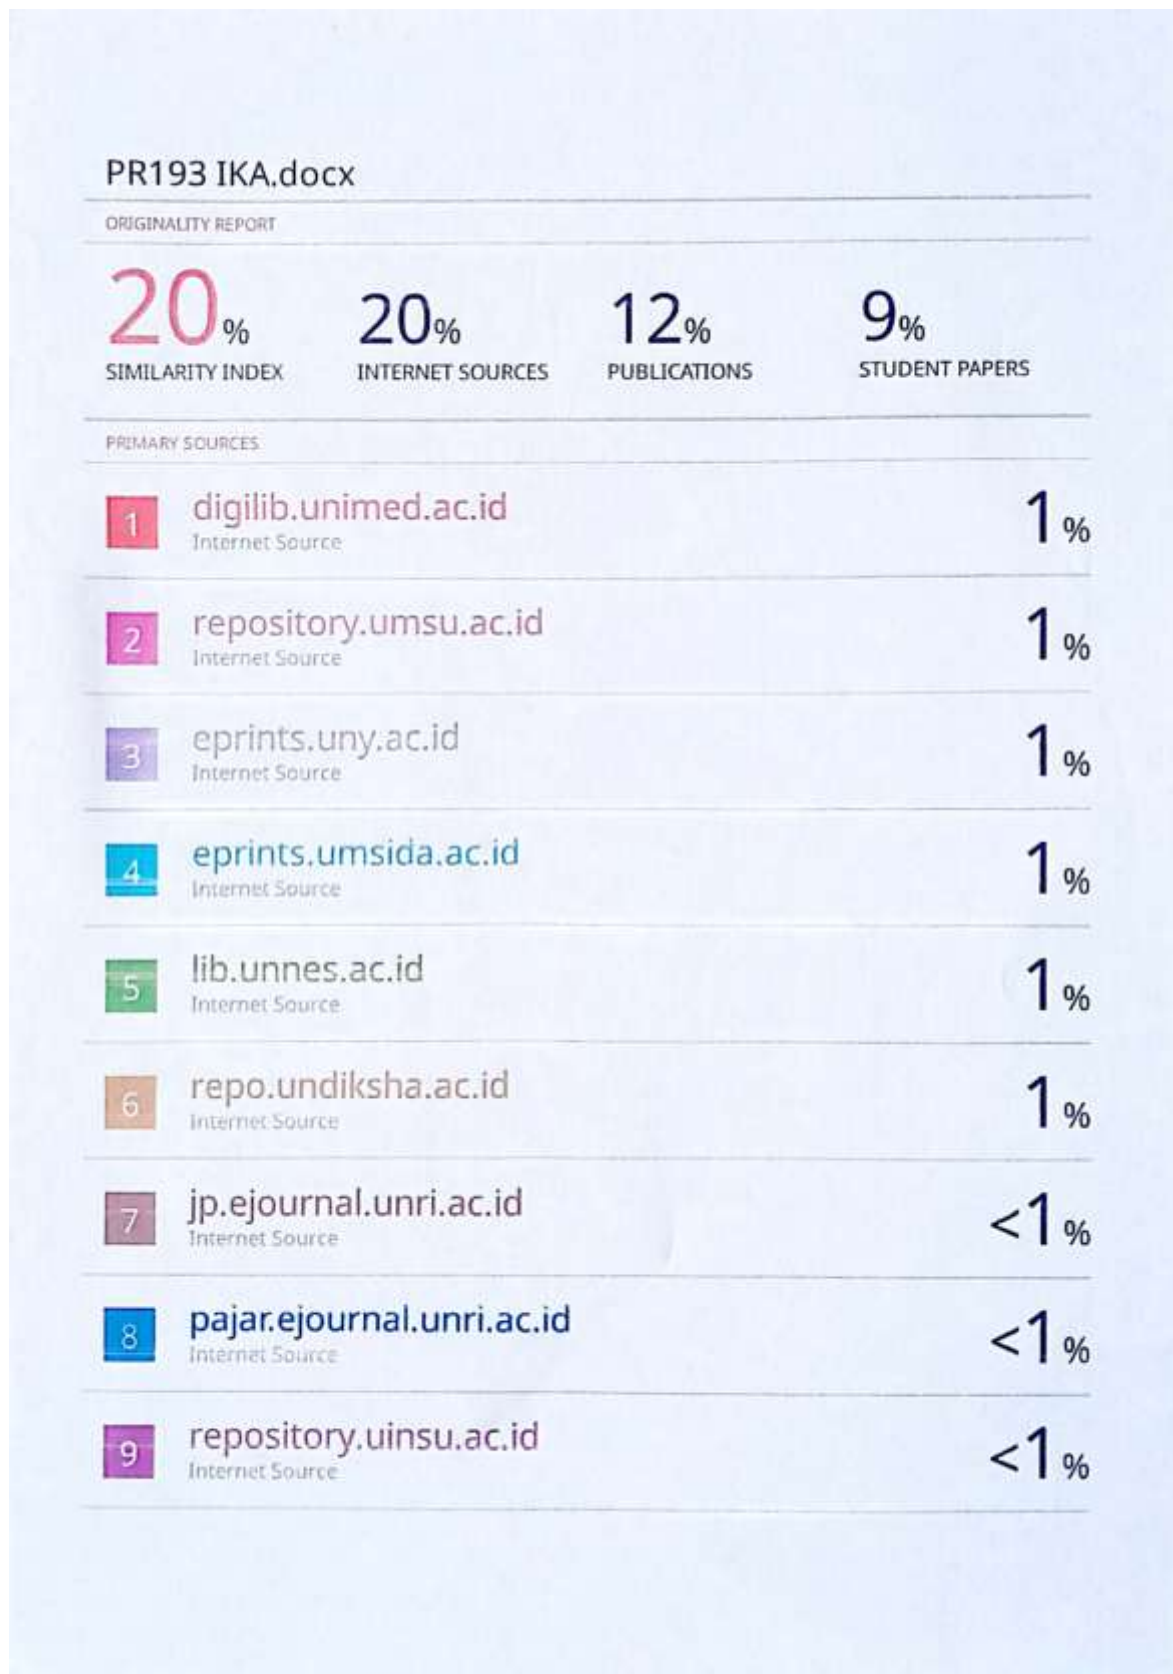 PR193 IKA.docx
ORIGINALITY REPORT
20% 20% 12% 9%
SIMILARITY INDEX INTERNET SOURCES PUBLICATIONS STUDENT PAPERS
PRIMARY SOURCES
1 digilib.unimed.ac.id 1%
Internet Source
2 repository.umsu.ac.id 1%
Internet Source
3 eprints.uny.ac.id 1%
Internet Source
4 eprints.umsida.ac.id 1%
Internet Source
5 lib.unnes.ac.id 1%
Internet Source
6 repo.undiksha.ac.id 1%
Internet Source
7 jp.ejournal.unri.ac.id <1%
Internet Source
8 pajar.ejournal.unri.ac.id <1%
Internet Source
9 repository.uinsu.ac.id <1%
Internet Source